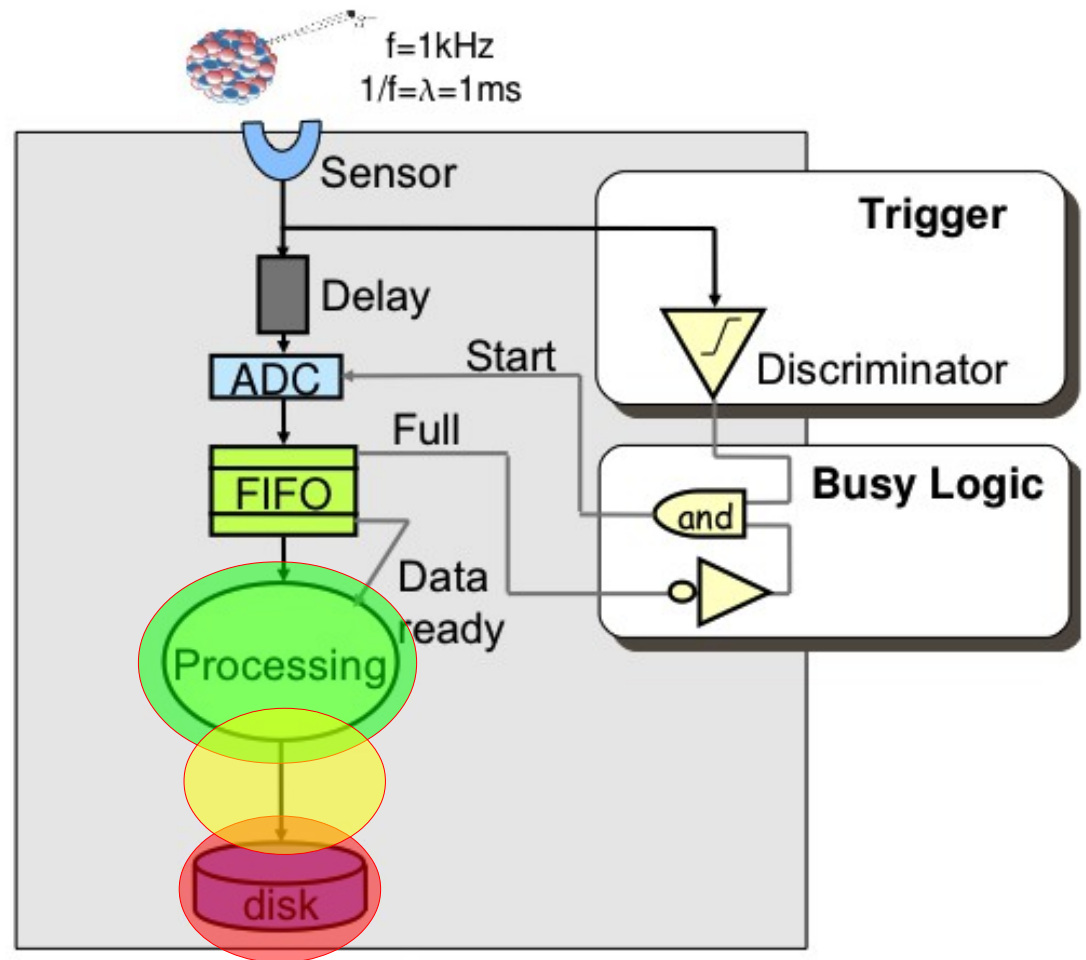 f=1kHz
1/f=λ=1ms
Sensor
Trigger
Delay
Discriminator
Start
ADC
Full
FIFO
Busy Logic
and
Data
ready
Processing
disk